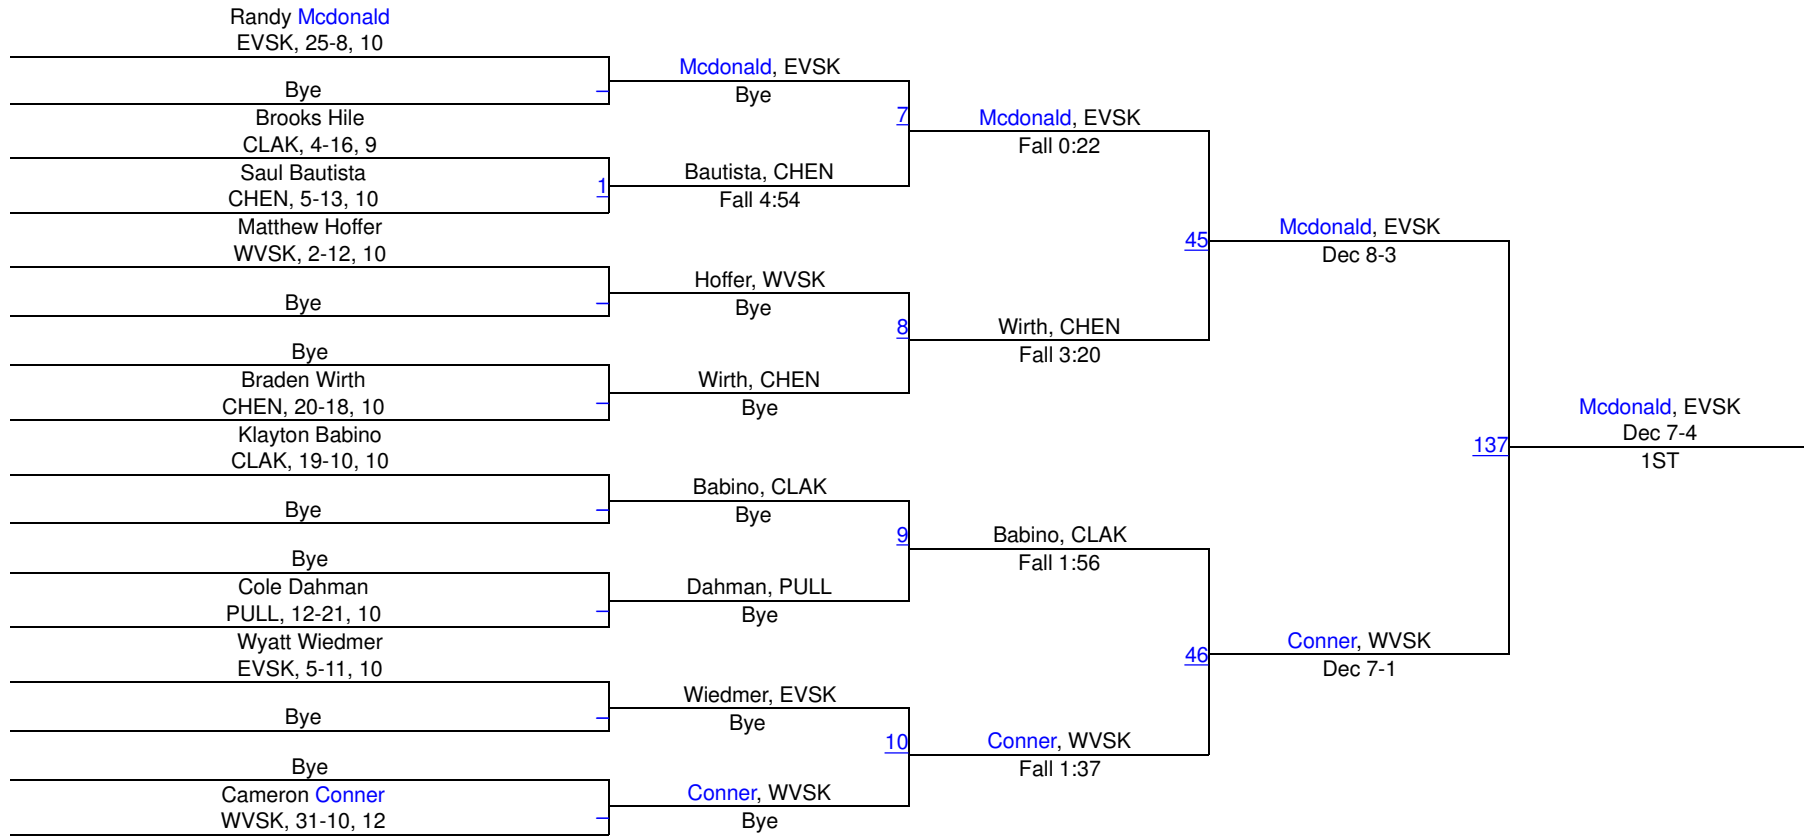 Randy Mcdonald
EVSK, 25-8, 10
Bye
Brooks Hile
CLAK, 4-16, 9
Saul Bautista
CHEN, 5-13, 10
1
Matthew Hoffer
WVSK, 2-12, 10
Bye
Bye
Braden Wirth
CHEN, 20-18, 10
Klayton Babino
CLAK, 19-10, 10
Bye
Bye
Cole Dahman
PULL, 12-21, 10
Wyatt Wiedmer
EVSK, 5-11, 10
Bye
Bye
Cameron Conner
WVSK, 31-10, 12
Mcdonald, EVSK
Bye
7
Bautista, CHEN
Fall 4:54
Hoffer, WVSK
Bye
8
Wirth, CHEN
Bye
Babino, CLAK
Bye
9
Dahman, PULL
Bye
Wiedmer, EVSK
Bye
10
Conner, WVSK
Bye
Mcdonald, EVSK
Fall 0:22
45
Wirth, CHEN
Fall 3:20
Babino, CLAK
Fall 1:56
46
Conner, WVSK
Fall 1:37
Mcdonald, EVSK
Dec 8-3
137
Conner, WVSK
Dec 7-1
Mcdonald, EVSK
Dec 7-4
1ST